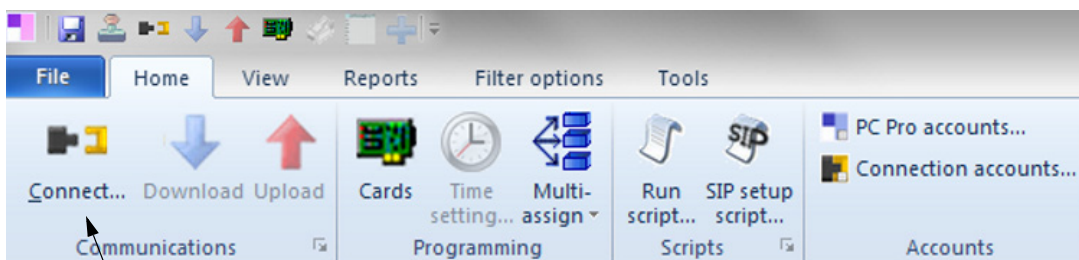 File Home View Reports Filter options Tools
PC Pro accounts...
Connection accounts...
SIP
Connect... Download Upload Cards Time Multi- Run SIP setup
setting... assign script... script...
Communications Programming Scripts Accounts